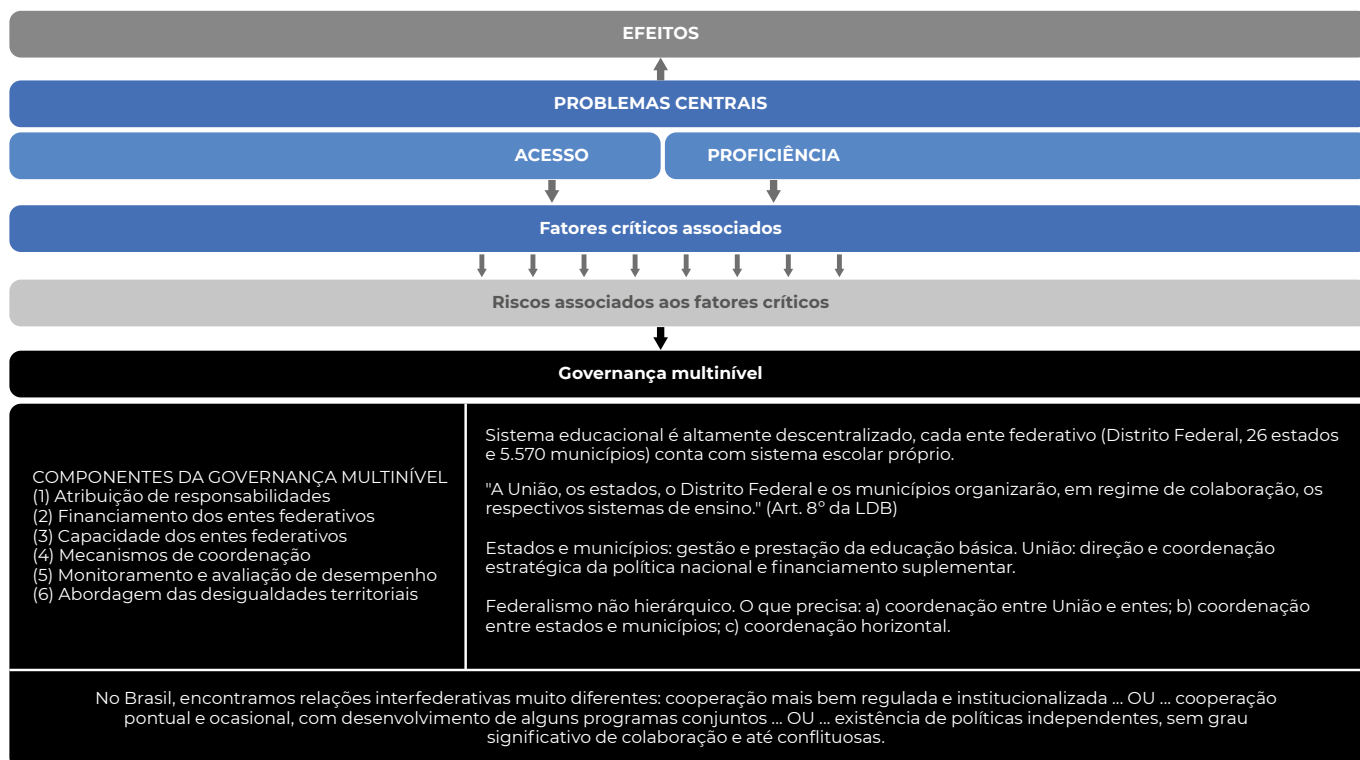 EFEITOS
PROBLEMAS CENTRAIS
ACESSO
PROFICIÊNCIA
Fatores críticos associados
Riscos associados aos fatores críticos
Governança multinível
COMPONENTES DA GOVERNANÇA MULTINÍVEL
(1) Atribuição de responsabilidades
(2) Financiamento dos entes federativos
(3) Capacidade dos entes federativos
(4) Mecanismos de coordenação
(5) Monitoramento e avaliação de desempenho
(6) Abordagem das desigualdades territoriais
Sistema educacional é altamente descentralizado, cada ente federativo (Distrito Federal, 26 estados
e 5.570 municípios) conta com sistema escolar próprio.
"A União, os estados, o Distrito Federal e os municípios organizarão, em regime de colaboração, os
respectivos sistemas de ensino." (Art. 8º da LDB)
Estados e municípios: gestão e prestação da educação básica. União: direção e coordenação
estratégica da política nacional e financiamento suplementar.
Federalismo não hierárquico. O que precisa: a) coordenação entre União e entes; b) coordenação
entre estados e municípios; c) coordenação horizontal.
No Brasil, encontramos relações interfederativas muito diferentes: cooperação mais bem regulada e institucionalizada ... OU ... cooperação
pontual e ocasional, com desenvolvimento de alguns programas conjuntos ... OU ... existência de políticas independentes, sem grau
significativo de colaboração e até conflituosas.